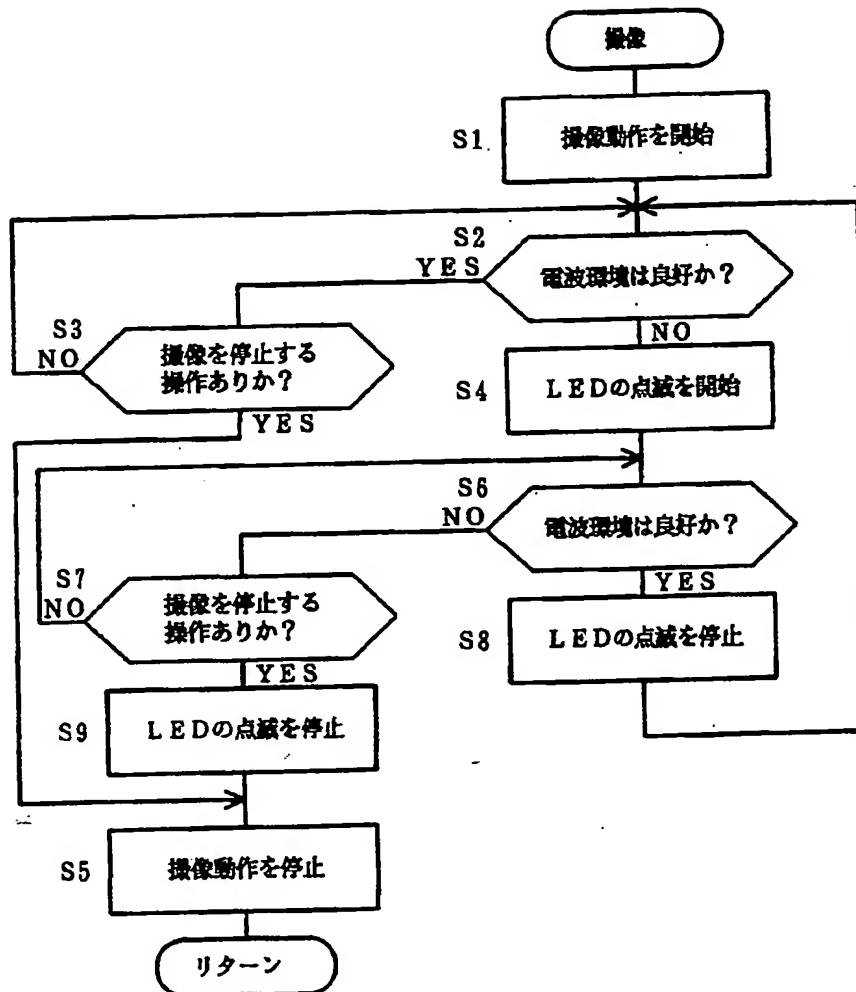 撮像
S1
撮像動作を開始
S2
YES
電波環境は良好か？
NO
S3
NO
撮像を停止する
操作ありか？
YES
S4
LEDの点滅を開始
S6
NO
電波環境は良好か？
YES
S7
NO
撮像を停止する
操作ありか？
YES
S8
LEDの点滅を停止
S9
LEDの点滅を停止
S5
撮像動作を停止
リターン